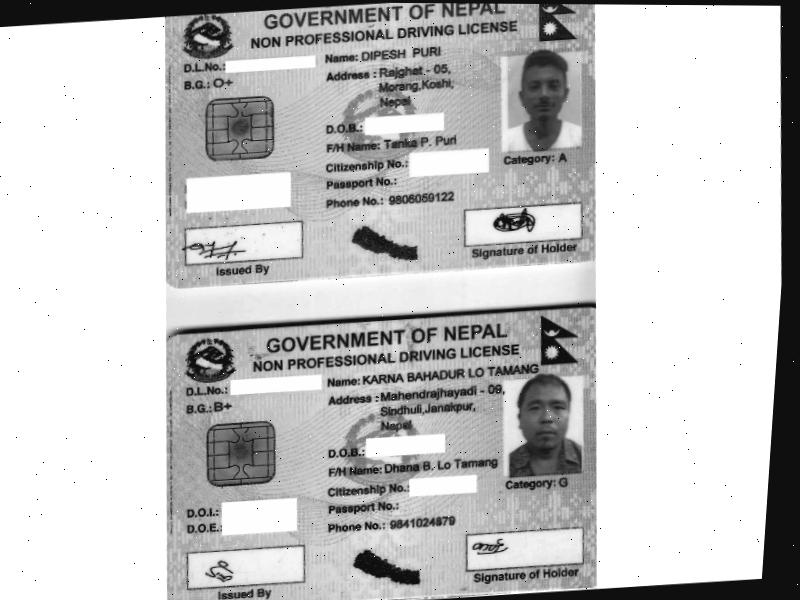 GOVERNMENT OF NEPAL
NON PROFESSIONAL DRIVING LICENSE
D.L.No.:
B.G.: O+
Name: DIPESH PURI
Address : Rajghat - 05,
Morang,Koshi,
Nepal
D.O.B.:
F/H Name: Tanka P. Puri
Citizenship No.:
Passport No.:
Phone No.: 9806059122
Category: A
Issued By
Signature of Holder
GOVERNMENT OF NEPAL
NON PROFESSIONAL DRIVING LICENSE
D.L.No.:
B.G.: B+
Name: KARNA BAHADUR LO TAMANG
Address : Mahendrajhayadi - 09,
Sindhuli,Janakpur,
Nepal
D.O.B.:
F/H Name: Dhana B. Lo Tamang
Citizenship No.:
D.O.I.:
D.O.E.:
Passport No.:
Phone No.: 9841024879
Category: G
Issued By
Signature of Holder